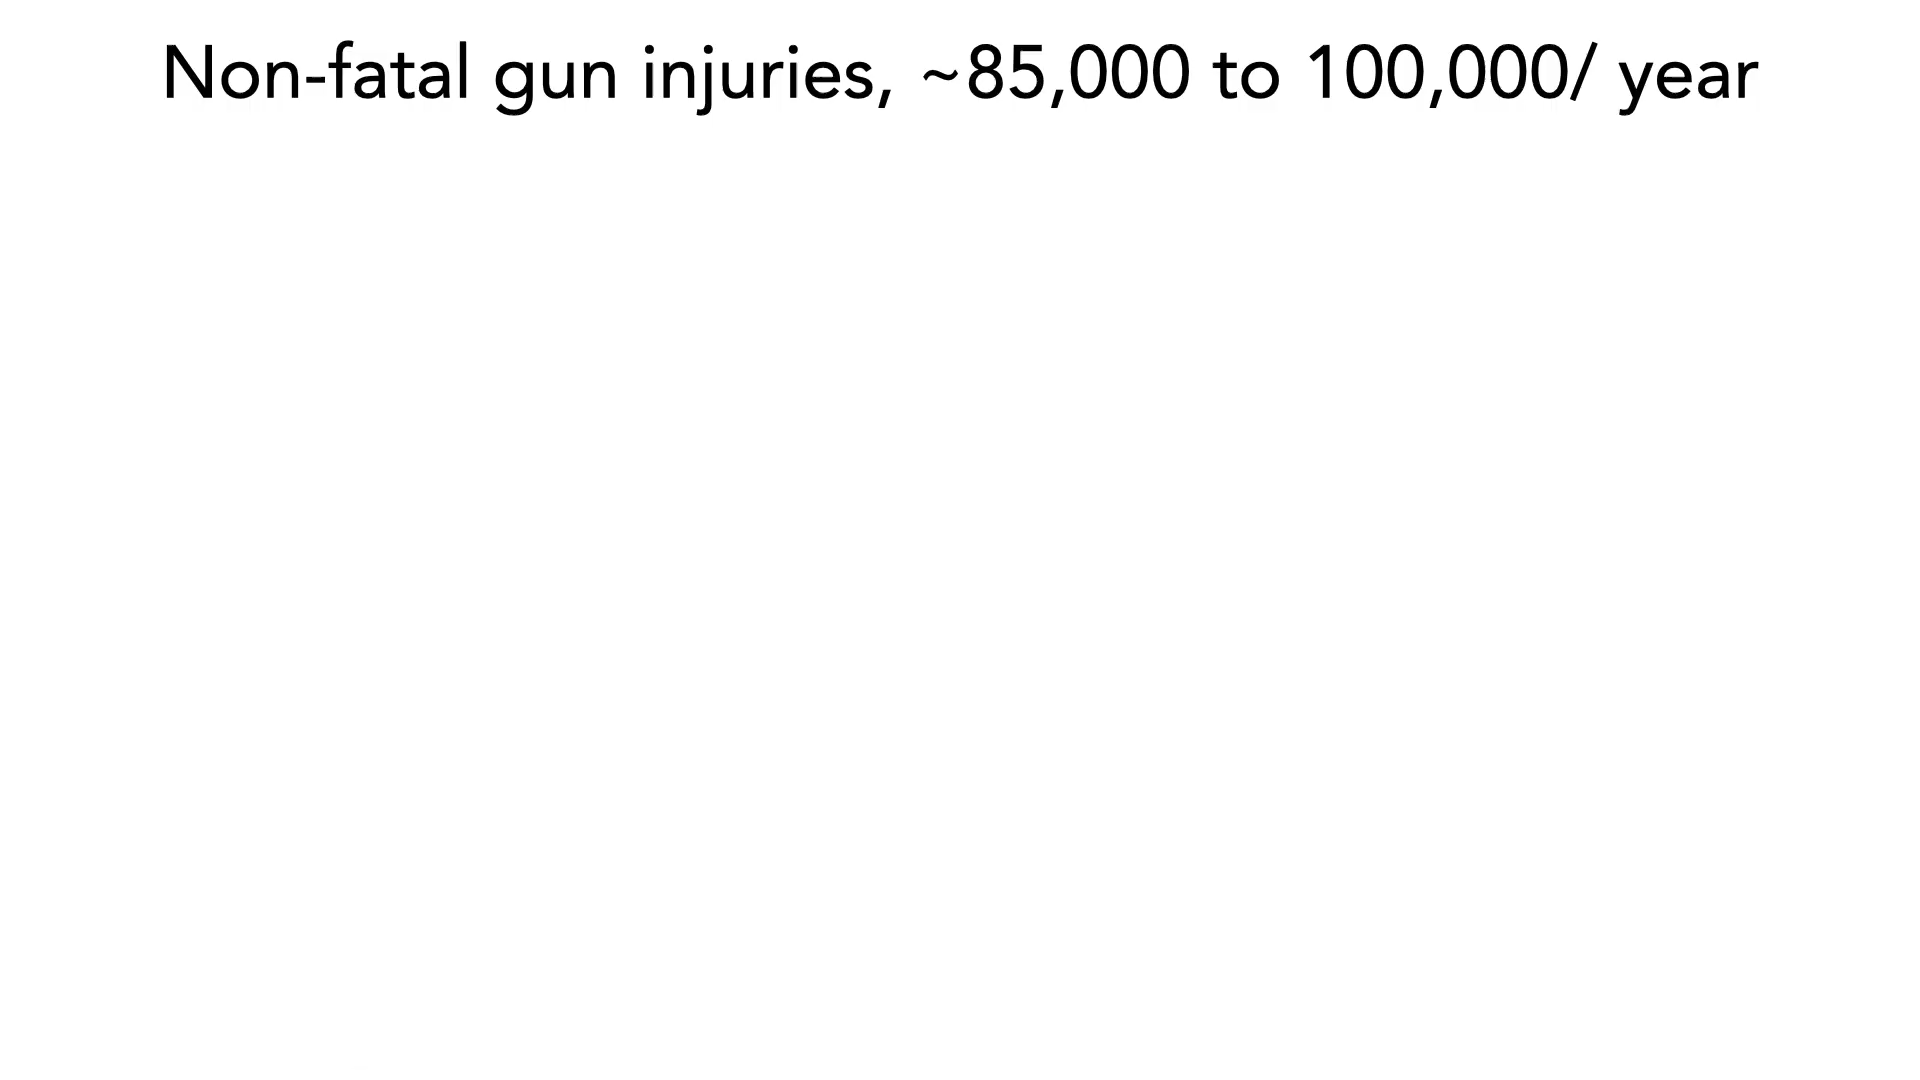 Non-fatal gun injuries, ~85,000 to 100,000/ year